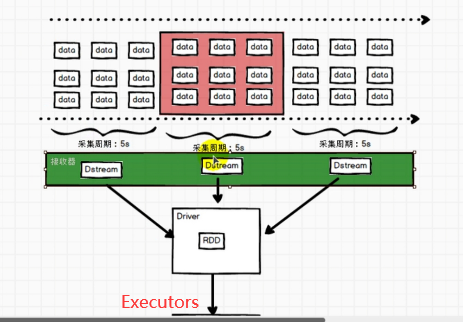 data data data data data data data data data
data data data data data data data data data
data data data data data data data data data
采集周期：5s 采集周期：5s 采集周期：5s
接收器
Dstream Dstream Dstream
Driver
RDD
Executors